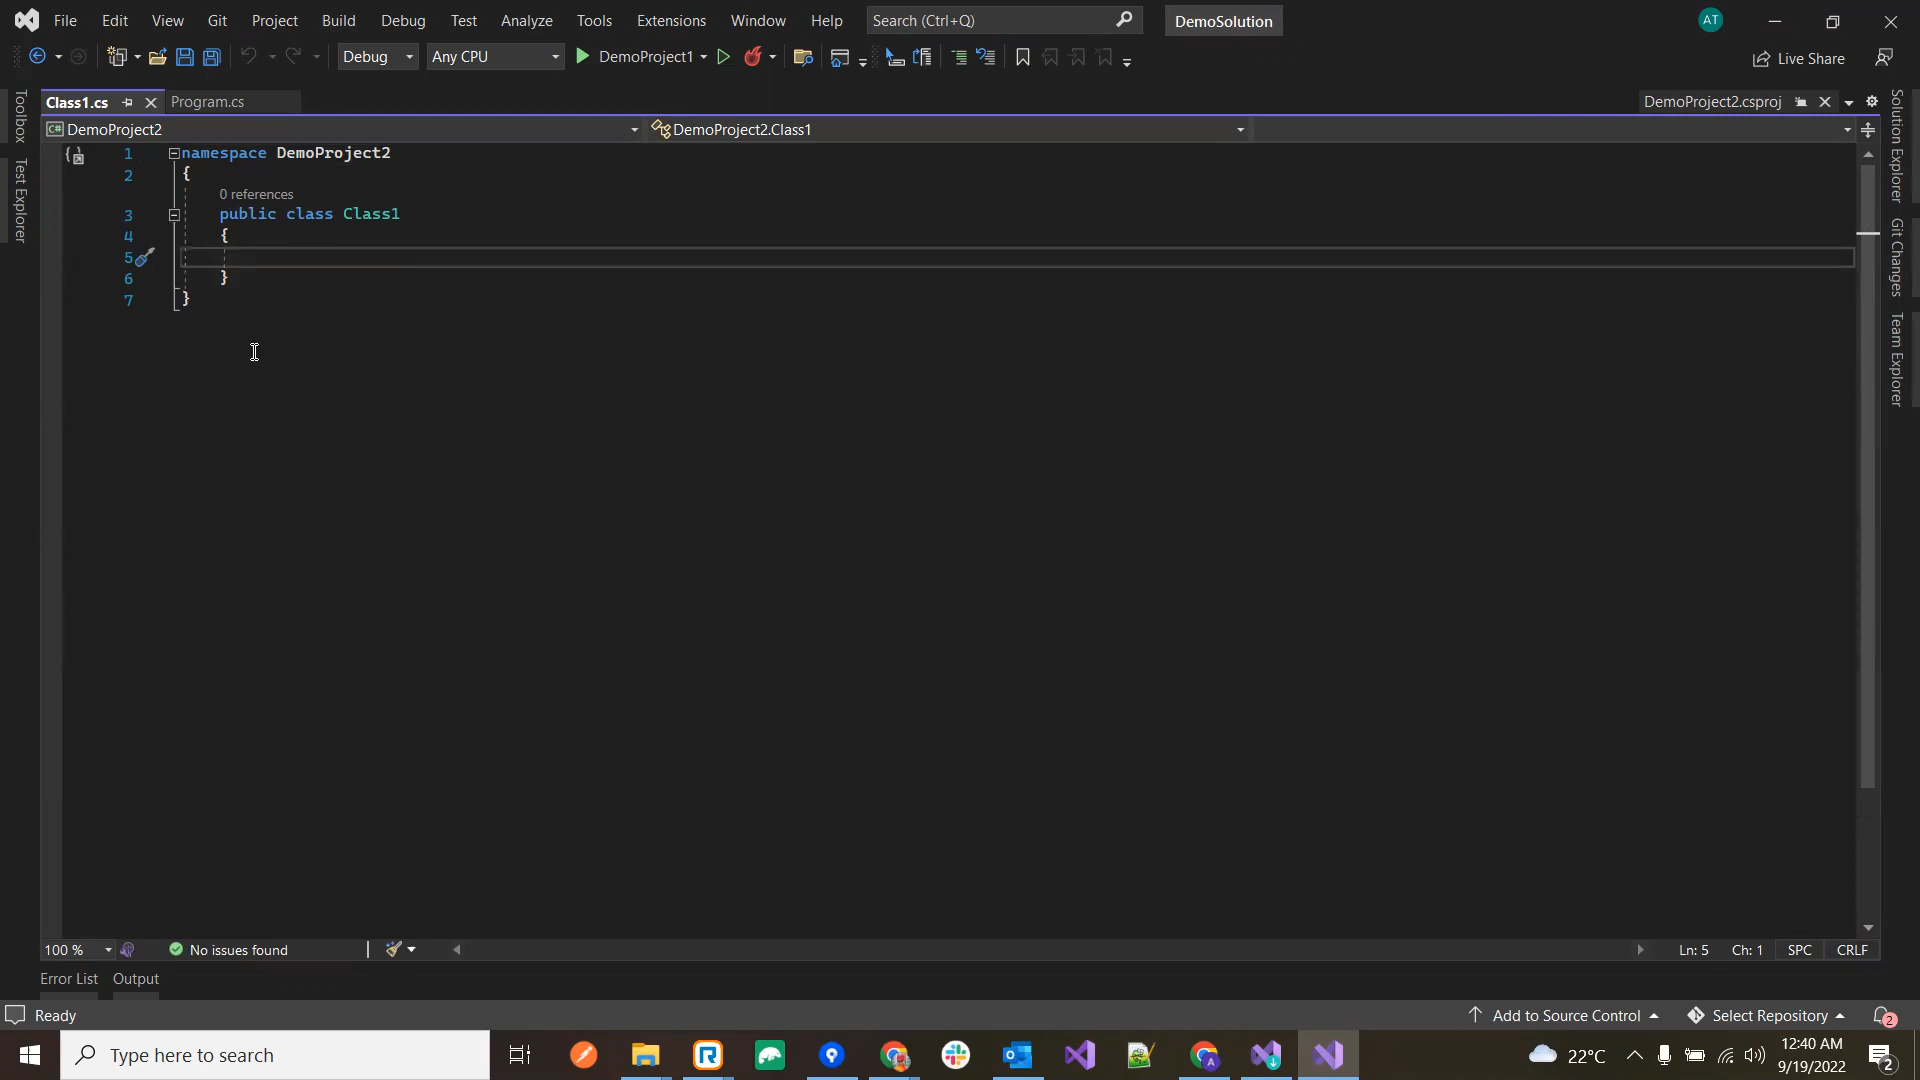 File Edit View Git Project Build Debug Test Analyze Tools Extensions Window Help Search (Ctrl+Q) DemoSolution AT
Debug Any CPU DemoProject1 Live Share
Class1.cs Program.cs DemoProject2.csproj
DemoProject2 DemoProject2.Class1
1 namespace DemoProject2
2 {
0 references
3 public class Class1
4 {
5
6 }
7 }
Toolbox
Test Explorer
Solution Explorer
Git Changes
Team Explorer
100 % No issues found Ln: 5 Ch: 1 SPC CRLF
Error List Output
Ready Add to Source Control Select Repository 2
Type here to search 22°C 12:40 AM
9/19/2022 2